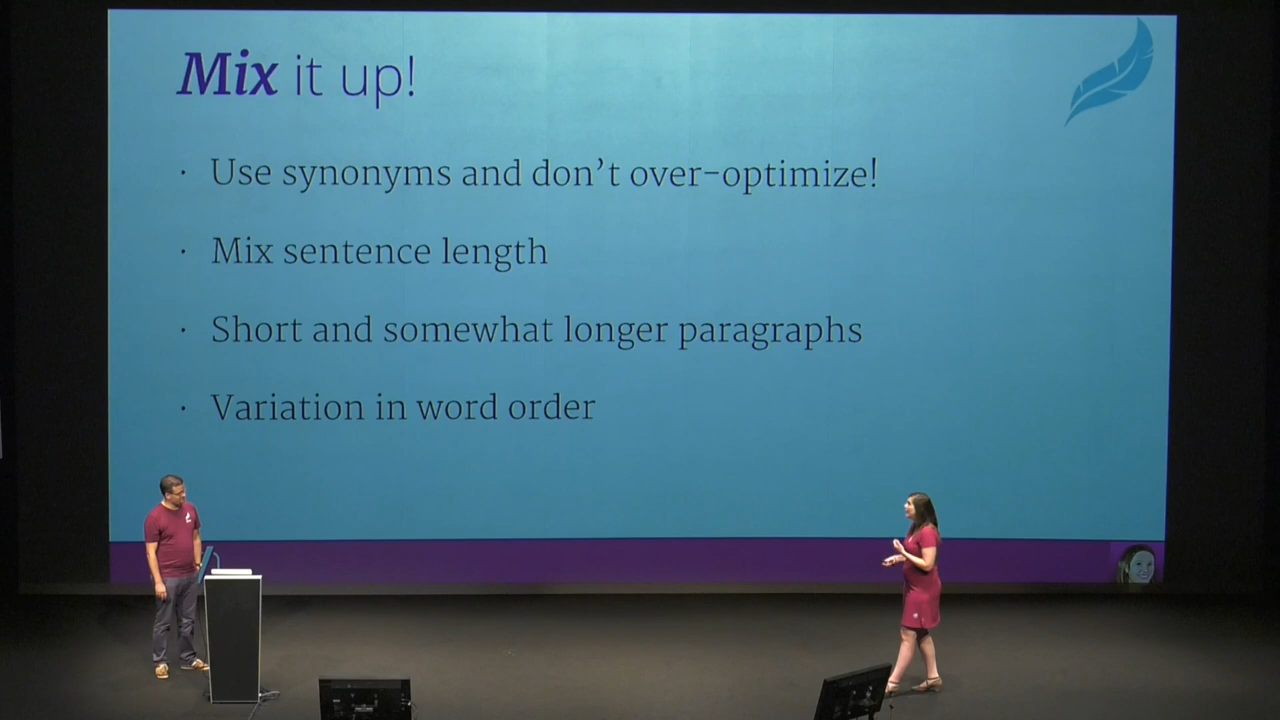 Mix it up!
· Use synonyms and don’t over-optimize!
· Mix sentence length
· Short and somewhat longer paragraphs
· Variation in word order